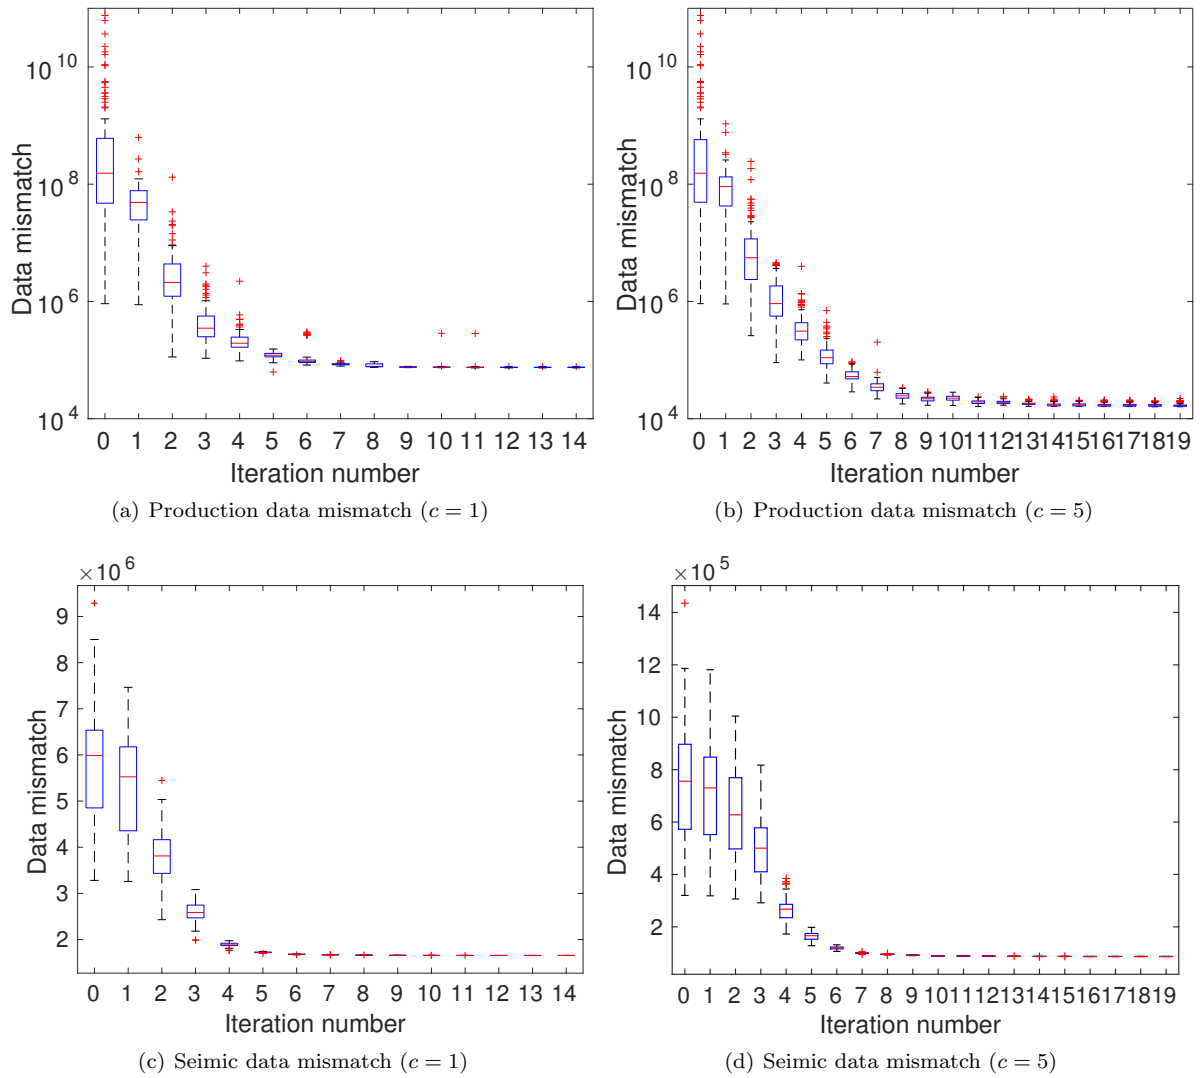 10^10
10^8
10^6
10^4
Data mismatch
0 1 2 3 4 5 6 7 8 9 10 11 12 13 14
Iteration number
(a) Production data mismatch (c = 1)
10^10
10^8
10^6
10^4
Data mismatch
0 1 2 3 4 5 6 7 8 9 10 11 12 13 14 15 16 17 18 19
Iteration number
(b) Production data mismatch (c = 5)
×10^6
9
8
7
6
5
4
3
2
Data mismatch
0 1 2 3 4 5 6 7 8 9 10 11 12 13 14
Iteration number
(c) Seimic data mismatch (c = 1)
×10^5
14
12
10
8
6
4
2
Data mismatch
0 1 2 3 4 5 6 7 8 9 10 11 12 13 14 15 16 17 18 19
Iteration number
(d) Seimic data mismatch (c = 5)